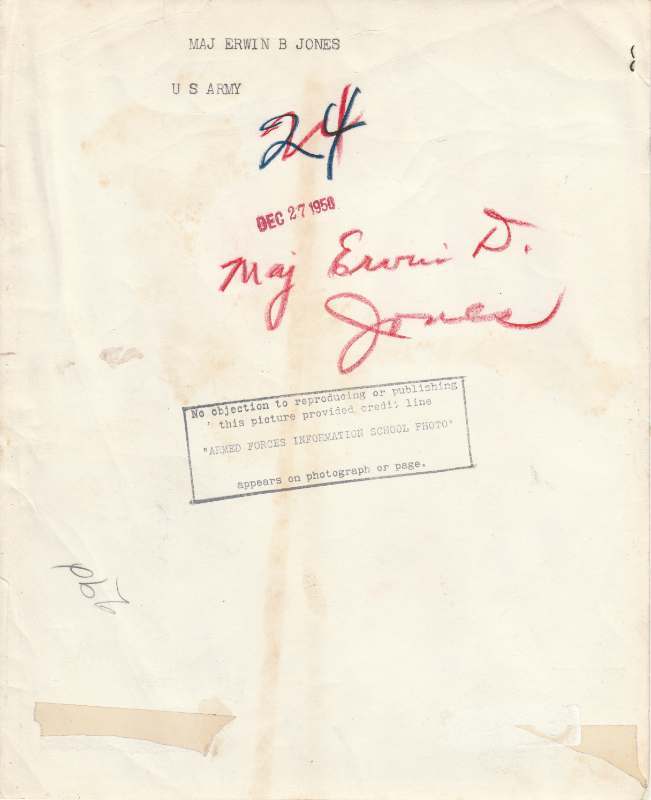 MAJ ERWIN B JONES
U S ARMY
24
DEC 27 1950
Maj Erwin D.
Jones
No objection to reproducing or publishing
this picture provided credit line
"ARMED FORCES INFORMATION SCHOOL PHOTO"
appears on photograph or page.